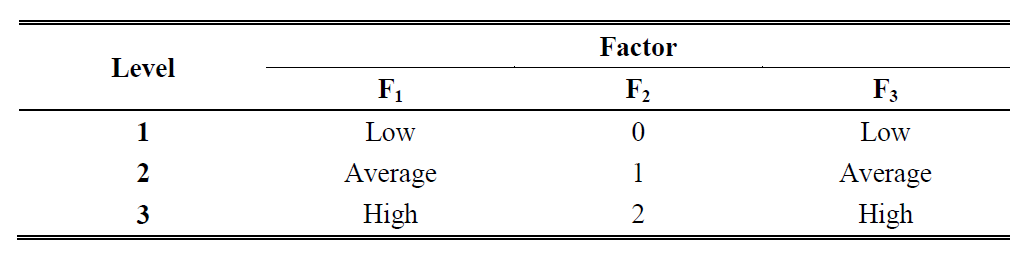 Factor
Level
F₁ F₂ F₃
1 Low 0 Low
2 Average 1 Average
3 High 2 High